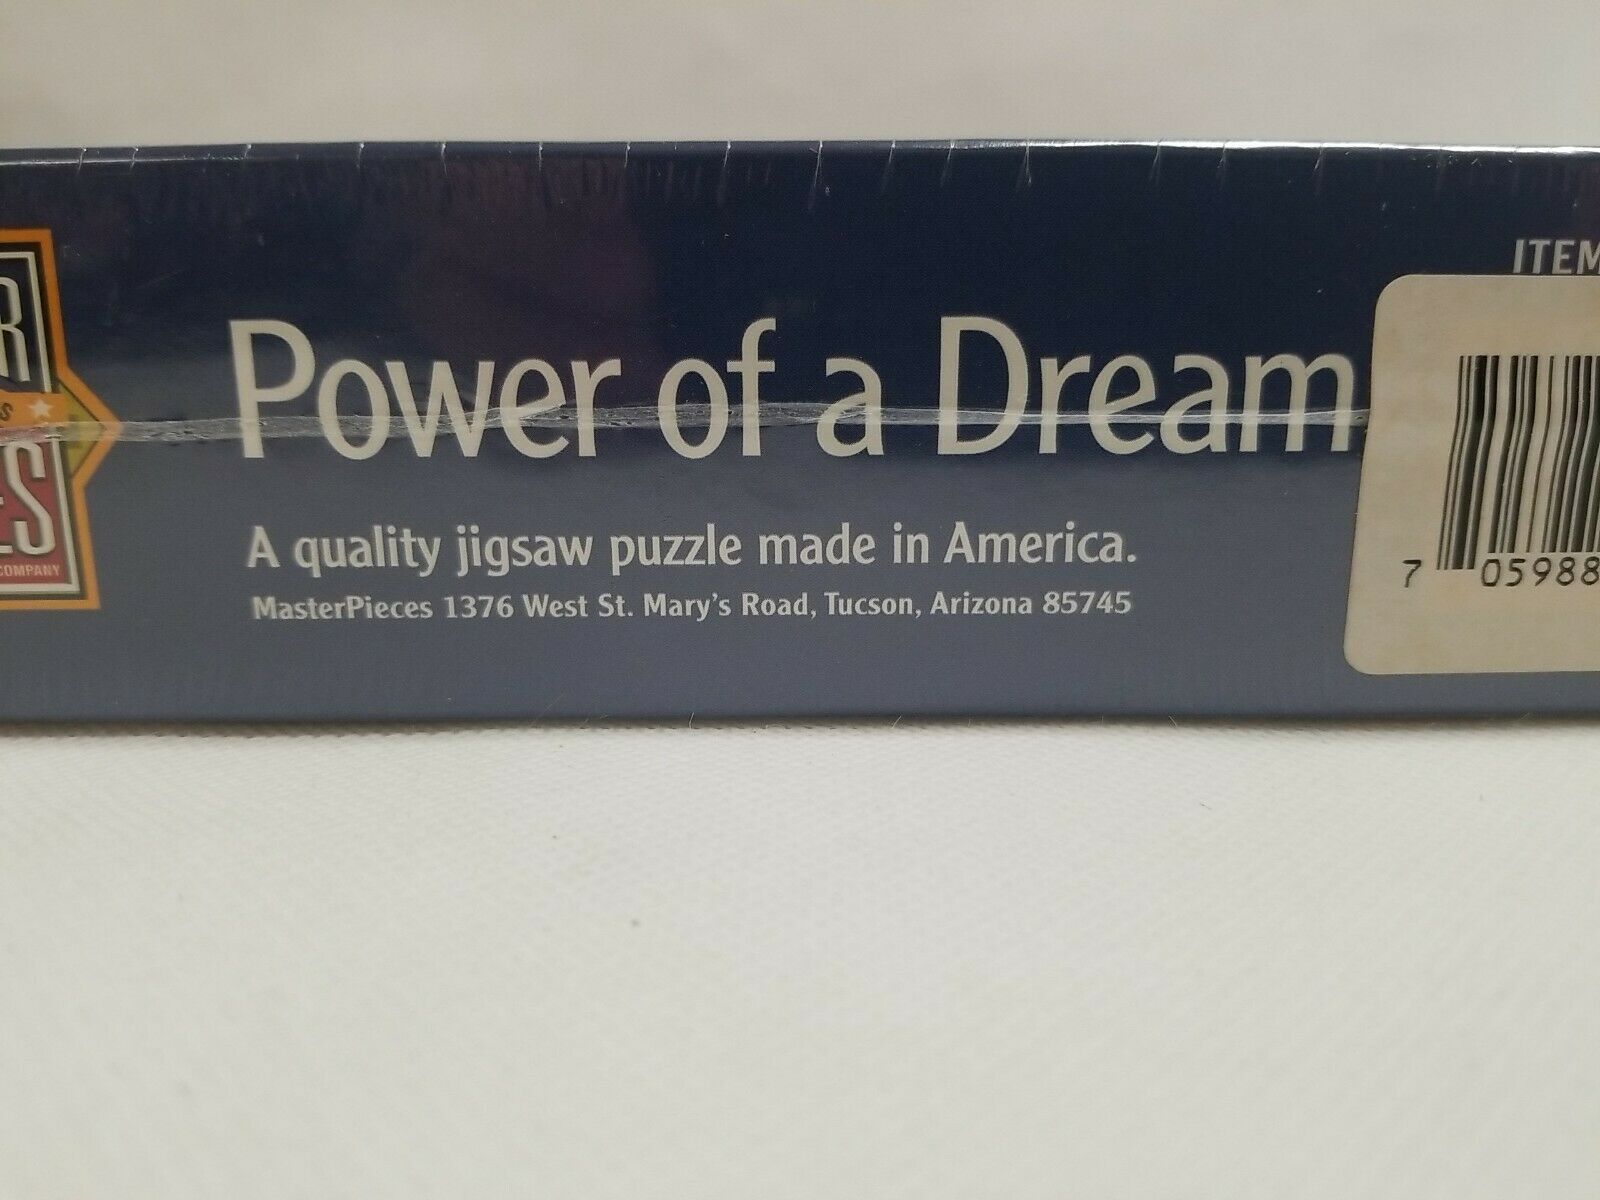 ITEM
Power of a Dream
A quality jigsaw puzzle made in America.
MasterPieces 1376 West St. Mary's Road, Tucson, Arizona 85745
COMPANY
7 05988